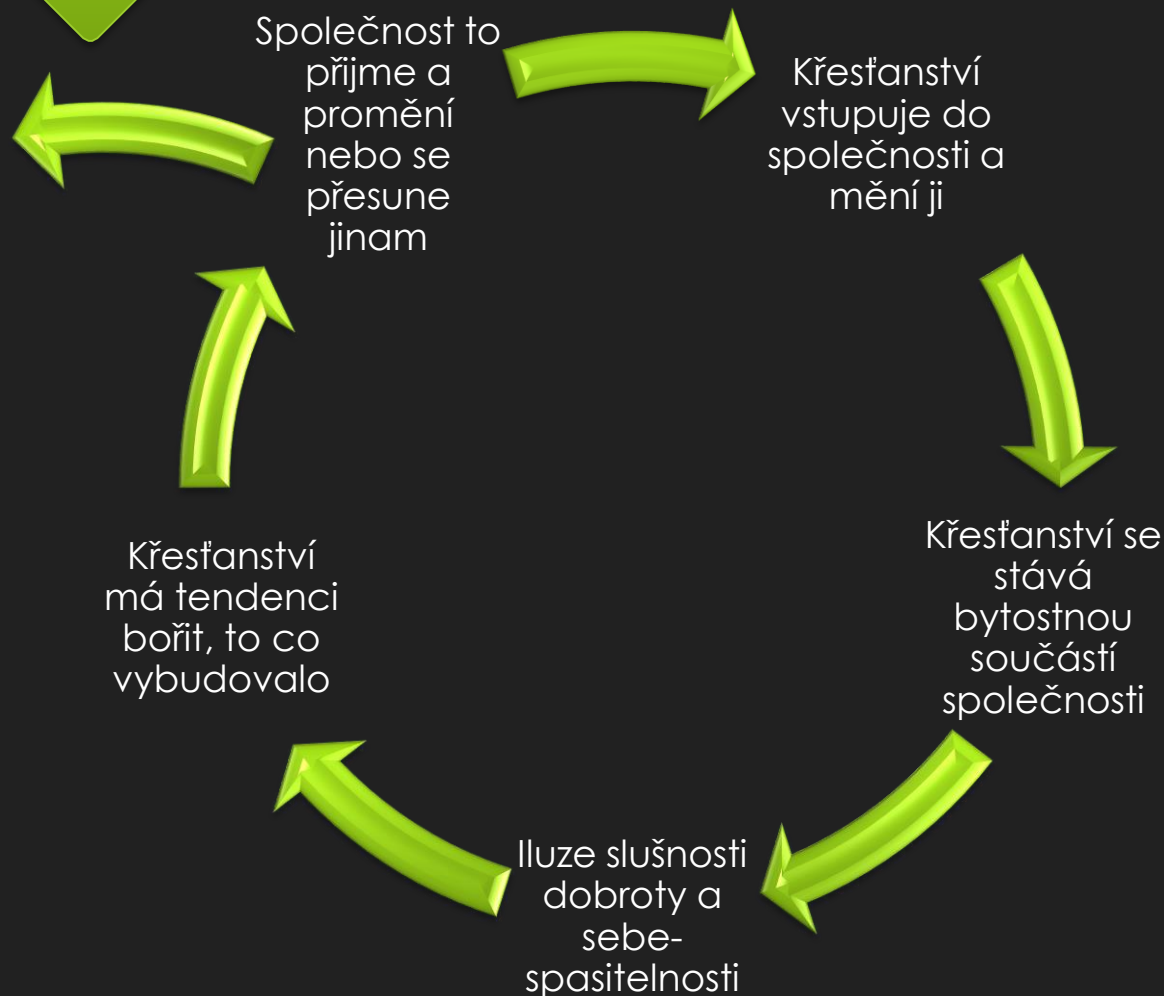 Společnost to
přijme a
promění
nebo se
přesune
jinam
Křesťanství
vstupuje do
společnosti a
mění ji
Křesťanství se
stává
bytostnou
součástí
společnosti
Iluze slušnosti
dobroty a
sebe-
spasitelnosti
Křesťanství
má tendenci
bořit, to co
vybudovalo